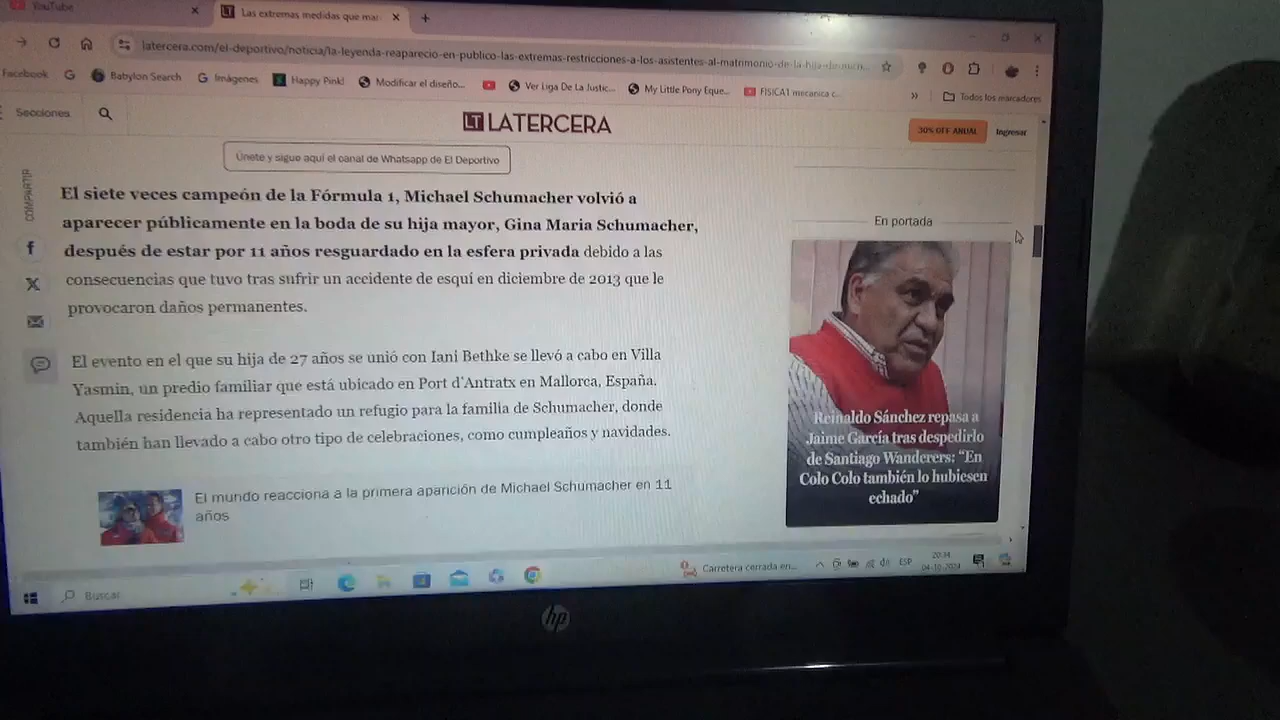 YouTube
Las extremas medidas que mar
latercera.com/el-deportivo/noticia/la-leyenda-reaparecio-en-publico-las-extremas-restricciones-a-los-asistentes-al-matrimonio-de-la-hija-de-mich...
Facebook
Babylon Search
Imágenes
Happy Pink!
Modificar el diseño...
Ver Liga De La Justic...
My Little Pony Eque...
FISICA1 mecanica c...
»
Todos los marcadores
Secciones
LT LATERCERA
30% OFF ANUAL
Ingresar
Únete y sigue aquí el canal de Whatsapp de El Deportivo
COMPARTIR
El siete veces campeón de la Fórmula 1, Michael Schumacher volvió a
aparecer públicamente en la boda de su hija mayor, Gina Maria Schumacher,
después de estar por 11 años resguardado en la esfera privada debido a las
consecuencias que tuvo tras sufrir un accidente de esquí en diciembre de 2013 que le
provocaron daños permanentes.
El evento en el que su hija de 27 años se unió con Iani Bethke se llevó a cabo en Villa
Yasmin, un predio familiar que está ubicado en Port d'Antratx en Mallorca, España.
Aquella residencia ha representado un refugio para la familia de Schumacher, donde
también han llevado a cabo otro tipo de celebraciones, como cumpleaños y navidades.
El mundo reacciona a la primera aparición de Michael Schumacher en 11
años
En portada
Reinaldo Sánchez repasa a
Jaime García tras despedirlo
de Santiago Wanderers: "En
Colo Colo también lo hubiesen
echado"
Buscar
Carretera cerrada en...
ESP
20:34
04-10-2024
hp